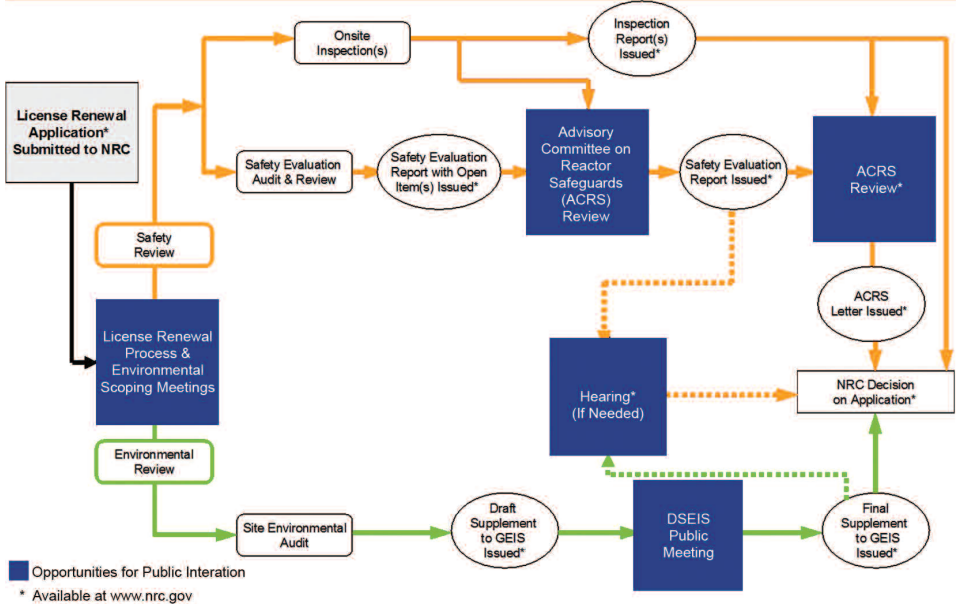 Onsite
Inspection(s)
Inspection
Report(s)
Issued*
License Renewal
Application*
Submitted to NRC
Safety Evaluation
Audit & Review
Safety Evaluation
Report with Open
Item(s) Issued*
Advisory
Committee on
Reactor
Safeguards
(ACRS)
Review
Safety Evaluation
Report Issued*
ACRS
Review*
Safety
Review
ACRS
Letter Issued*
License Renewal
Process &
Environmental
Scoping Meetings
Hearing*
(If Needed)
NRC Decision
on Application*
Environmental
Review
Site Environmental
Audit
Draft
Supplement
to GEIS
Issued*
DSEIS
Public
Meeting
Final
Supplement
to GEIS
Issued*
Opportunities for Public Interation
* Available at www.nrc.gov